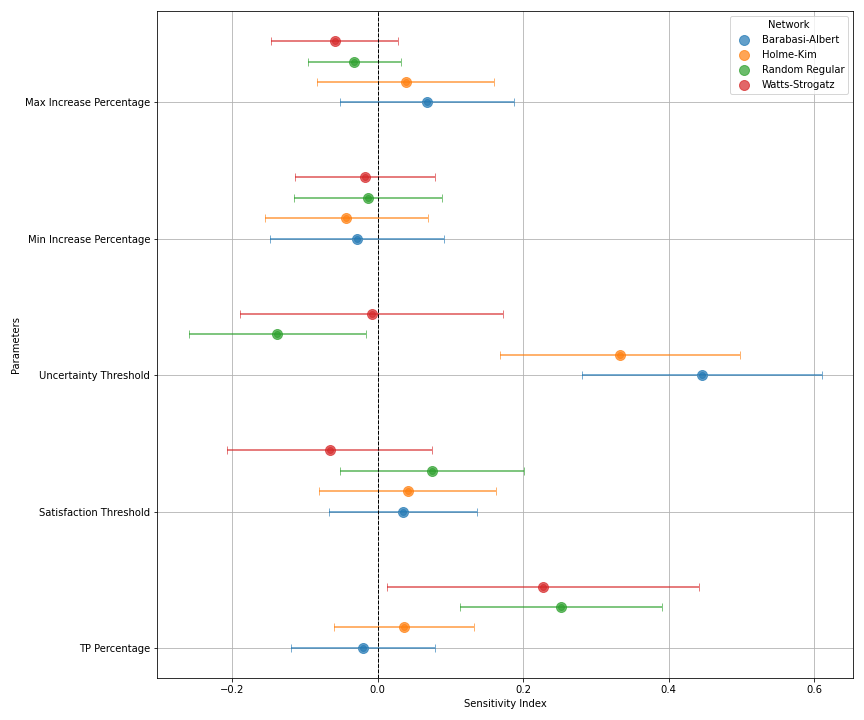 Network
Barabasi-Albert
Holme-Kim
Random Regular
Watts-Strogatz
Max Increase Percentage
Min Increase Percentage
Parameters
Uncertainty Threshold
Satisfaction Threshold
TP Percentage
−0.2
0.0
0.2
0.4
0.6
Sensitivity Index